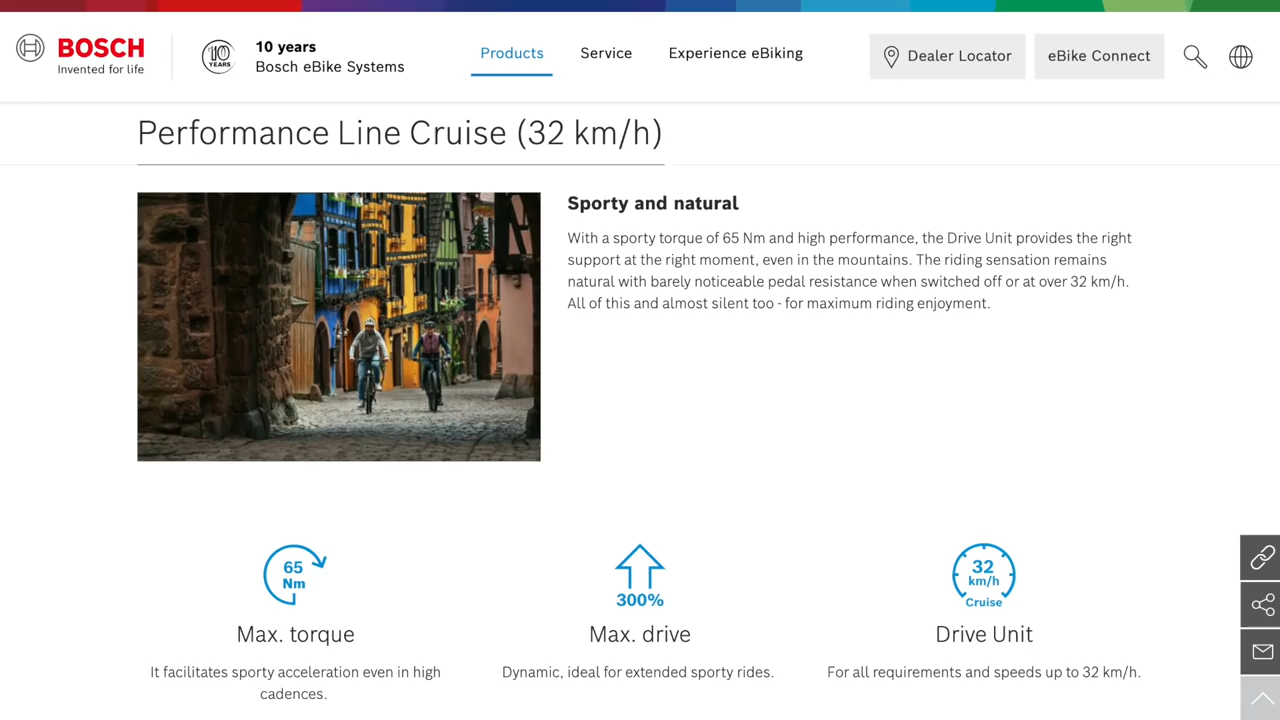 BOSCH
Invented for life
10
YEARS
10 years
Bosch eBike Systems
Products
Service
Experience eBiking
Dealer Locator
eBike Connect
Performance Line Cruise (32 km/h)
Sporty and natural
With a sporty torque of 65 Nm and high performance, the Drive Unit provides the right
support at the right moment, even in the mountains. The riding sensation remains
natural with barely noticeable pedal resistance when switched off or at over 32 km/h.
All of this and almost silent too - for maximum riding enjoyment.
65
Nm
Max. torque
It facilitates sporty acceleration even in high
cadences.
300%
Max. drive
Dynamic, ideal for extended sporty rides.
32
km/h
Cruise
Drive Unit
For all requirements and speeds up to 32 km/h.